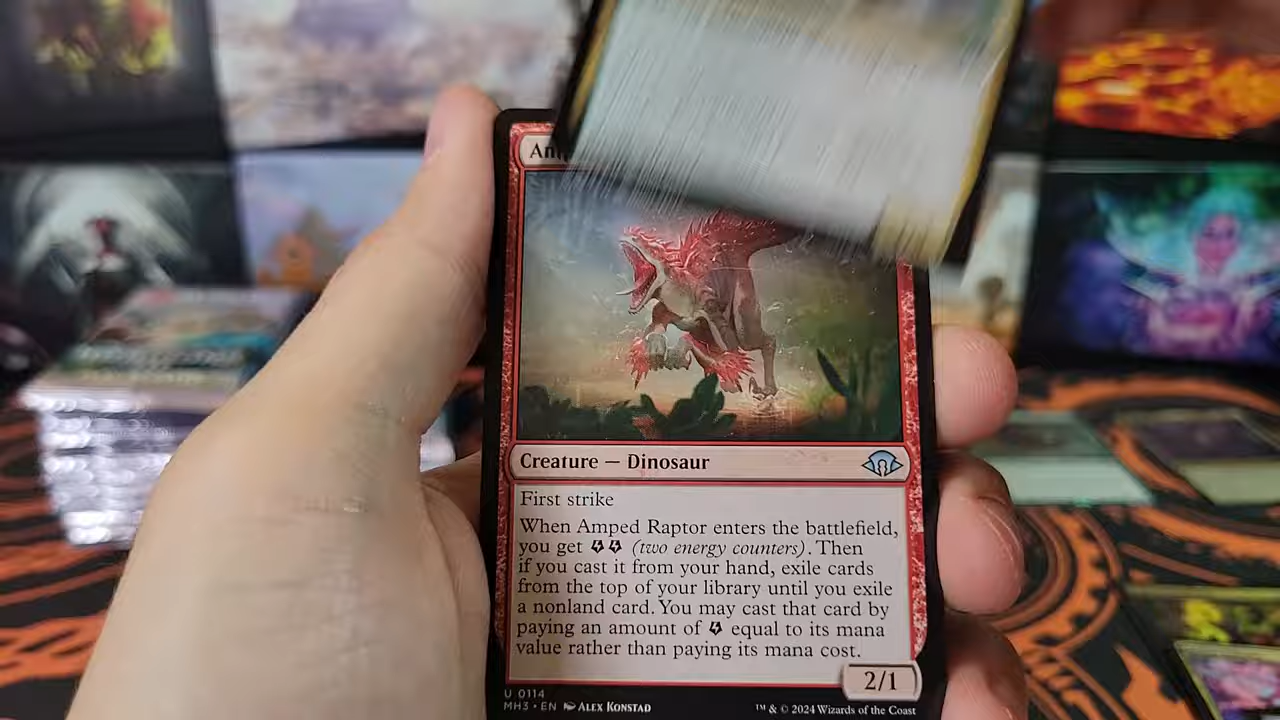 Am
Creature — Dinosaur
First strike
When Amped Raptor enters the battlefield,
you get (two energy counters). Then
if you cast it from your hand, exile cards
from the top of your library until you exile
a nonland card. You may cast that card by
paying an amount of equal to its mana
value rather than paying its mana cost.
2/1
U 0114
MH3 • EN ALEX KONSTAD
™ & © 2024 Wizards of the Coast